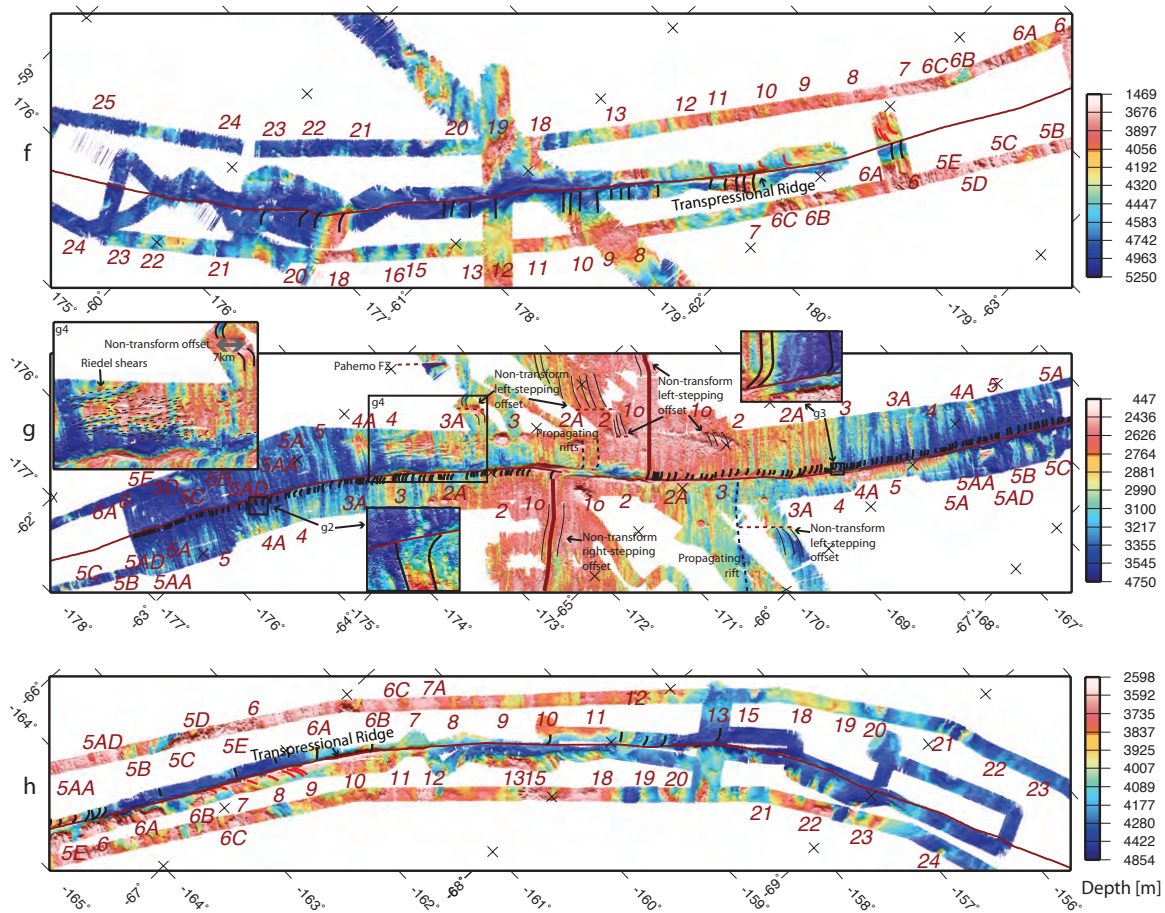 6A 6
6C 6B
7
8
9
10
11
12
13
18
19
20
21
22
23
24
25
-59°
176°
f
Transpressional Ridge
5B
5C
5E
5D
6A
6
6C 6B
7
8
9
10
11
12
13
15
16
18
20
21
22
23
24
1469
3676
3897
4056
4192
4320
4447
4583
4742
4963
5250
175° -60° -176° -177° -61° -178° -179° -62° 180° -179° -63°
g4
Non-transform offset
7km
Riedel shears
Pahemo FZ
Non-transform
left-stepping
offset
Non-transform
left-stepping
offset
g3
g4
-176°
g
-177°
-62°
5A
4A
4
5
3A
3
2A
2
1o
1o
2
2A
3
3A
4
4A
5
5A
5AA
5AD
5B
5C
5D
5E
6
6A
Propagating
rifts
5B
5C
5AD
5A
5AA
5
4A
4
3A
3
2A
2
1o
1o
2
2A
3
3A
4
4A
5
5A
5AD
5AA
5B
5C
g2
Non-transform
right-stepping
offset
Propagating
rift
Non-transform
left-stepping
offset
447
2436
2626
2764
2881
2990
3100
3217
3355
3545
4750
-178° -63° -177° -176° -64° -175° -174° -173° -65° -172° -171° -66° -170° -169° -67° -168° -167°
-66°
-164°
h
5AA
5AD
5B
5C
5D
5E
6
6A
6B
6C
7A
7
8
9
10
11
12
13
15
18
19
20
21
22
23
Transpressional Ridge
5E
6
6A
6B
6C
7
8
9
10
11
12
13
15
18
19
20
21
22
23
24
2598
3592
3735
3837
3925
4007
4089
4177
4280
4422
4854
Depth [m]
-165° -67° -164° -163° -162° -68° -161° -160° -159° -69° -158° -157° -156°